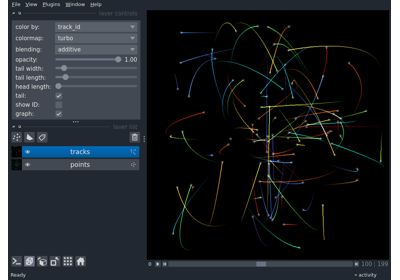 File View Plugins Window Help
layer controls
color by: track_id
colormap: turbo
blending: additive
opacity: 1.00
tail width:
tail length:
head length:
tail:
show ID:
graph:
layer list
tracks
points
0
100 199
Ready
activity